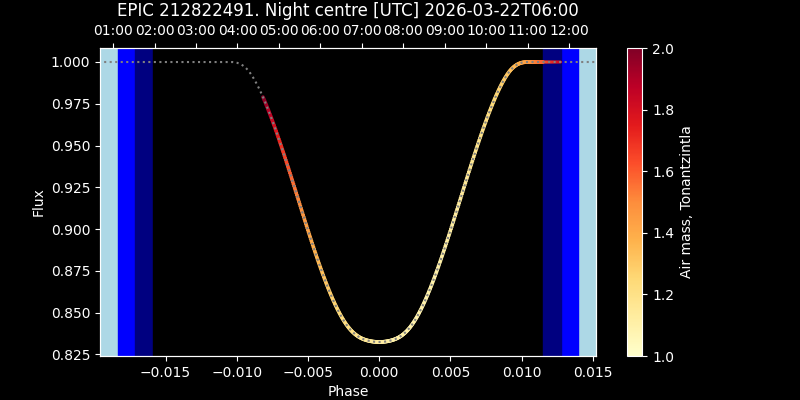 EPIC 212822491. Night centre [UTC] 2026-03-22T06:00
01:00 02:00 03:00 04:00 05:00 06:00 07:00 08:00 09:00 10:00 11:00 12:00
1.000
0.975
0.950
0.925
0.900
0.875
0.850
0.825
Flux
−0.015 −0.010 −0.005 0.000 0.005 0.010 0.015
Phase
2.0
1.8
1.6
1.4
1.2
1.0
Air mass, Tonantzintla